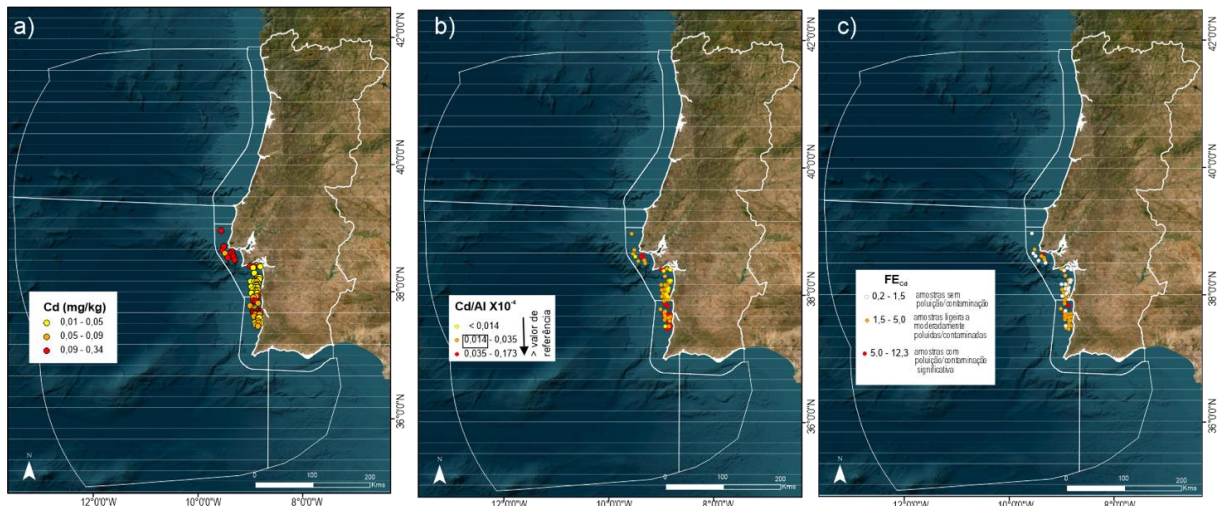 a)
42°0'0"N
40°0'0"N
38°0'0"N
36°0'0"N
Cd (mg/kg)
0,01 - 0,05
0,05 - 0,09
0,09 - 0,34
N
0 100 200
Kms
12°0'0"W 10°0'0"W 8°0'0"W
b)
42°0'0"N
40°0'0"N
38°0'0"N
36°0'0"N
Cd/Al X10⁻⁴
< 0,014
0,014 - 0,035
0,035 - 0,173
> valor de
referência
N
0 100 200
Kms
12°0'0"W 10°0'0"W 8°0'0"W
c)
42°0'0"N
40°0'0"N
38°0'0"N
36°0'0"N
FE Cd
0,2 - 1,5 amostras sem
poluição/contaminação
1,5 - 5,0 amostras ligeira a
moderadamente
poluidas/contaminadas
5,0 - 12,3 amostras com
poluição/contaminação
significativa
N
0 100 200
Kms
12°0'0"W 10°0'0"W 8°0'0"W